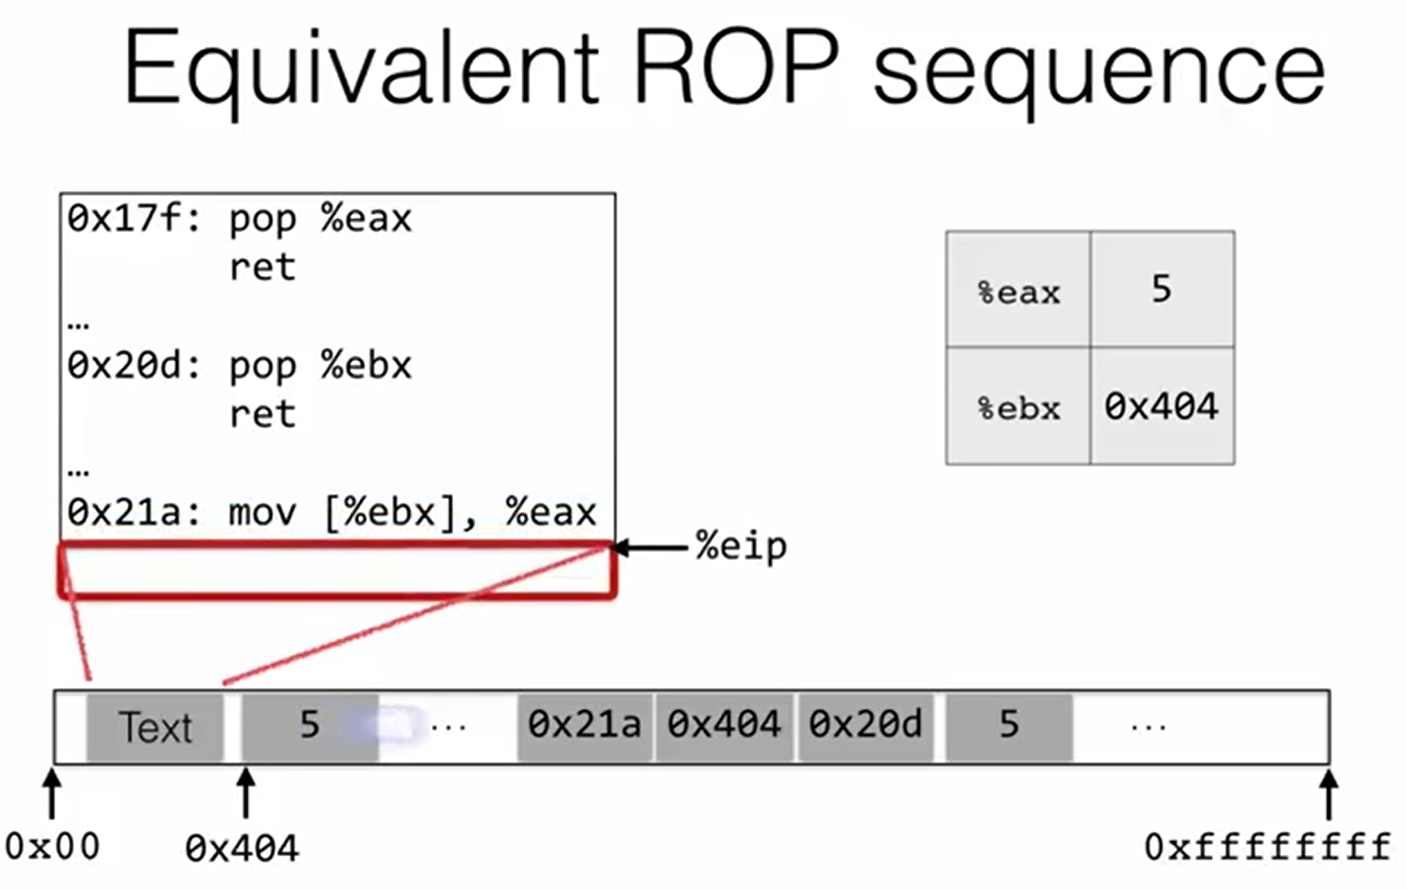 Equivalent ROP sequence
0x17f: pop %eax
ret
…
0x20d: pop %ebx
ret
…
0x21a: mov [%ebx], %eax
%eip
%eax 5
%ebx 0x404
Text 5 ... 0x21a 0x404 0x20d 5 ...
0x00 0x404 0xffffffff